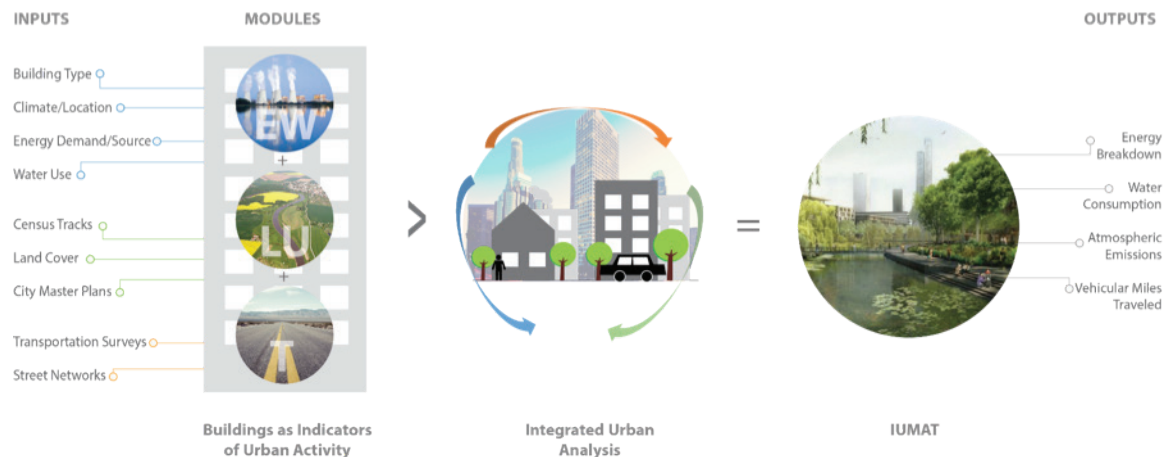 INPUTS
MODULES
OUTPUTS
Building Type
Climate/Location
Energy Demand/Source
Water Use
Census Tracks
Land Cover
City Master Plans
Transportation Surveys
Street Networks
EW
+
LU
+
T
>
=
Energy
Breakdown
Water
Consumption
Atmospheric
Emissions
Vehicular Miles
Traveled
Buildings as Indicators
of Urban Activity
Integrated Urban
Analysis
IUMAT